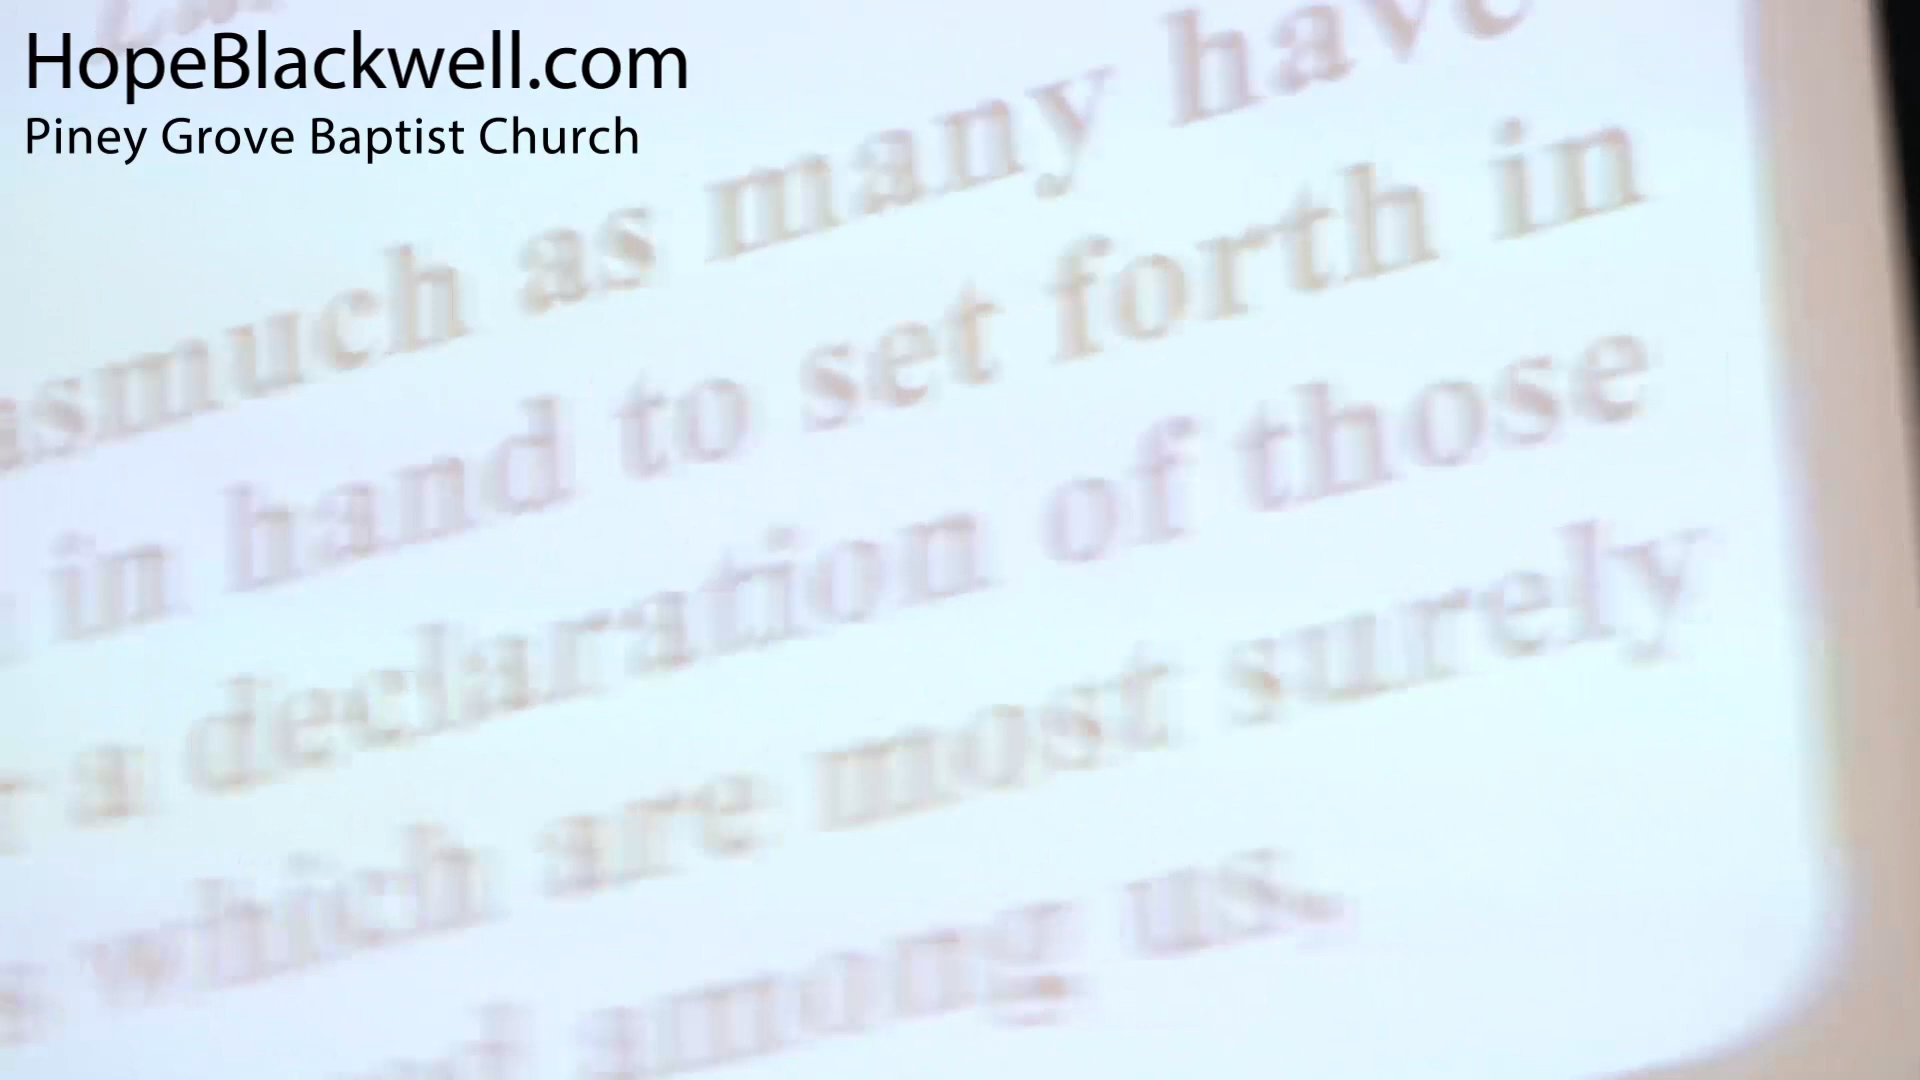 HopeBlackwell.com
Piney Grove Baptist Church
as many have
in hand to set forth in
a declaration of those
which are most surely
among us.